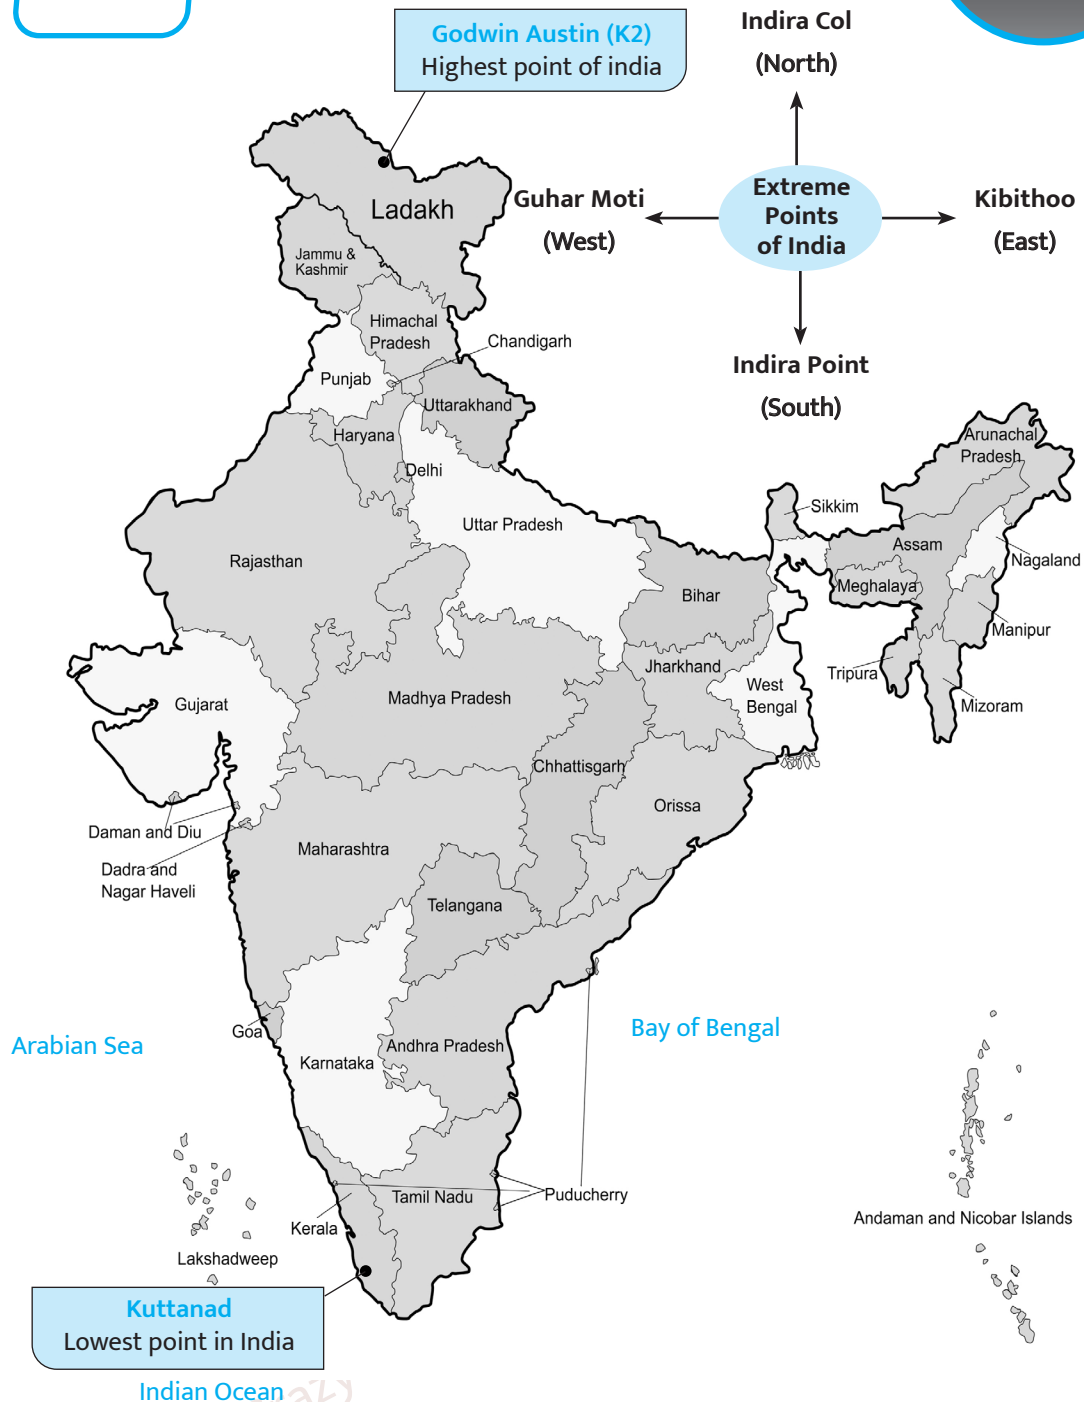 Godwin Austin (K2)
Highest point of india
Indira Col
(North)
Extreme
Points
of India
Guhar Moti
(West)
Kibithoo
(East)
Indira Point
(South)
Ladakh
Jammu &
Kashmir
Himachal
Pradesh
Chandigarh
Punjab
Uttarakhand
Haryana
Delhi
Arunachal
Pradesh
Sikkim
Uttar Pradesh
Assam
Nagaland
Rajasthan
Meghalaya
Bihar
Manipur
Jharkhand
Tripura
West
Bengal
Mizoram
Gujarat
Madhya Pradesh
Chhattisgarh
Orissa
Daman and Diu
Maharashtra
Dadra and
Nagar Haveli
Telangana
Goa
Bay of Bengal
Arabian Sea
Andhra Pradesh
Karnataka
Tamil Nadu
Puducherry
Kerala
Andaman and Nicobar Islands
Lakshadweep
Kuttanad
Lowest point in India
Indian Ocean